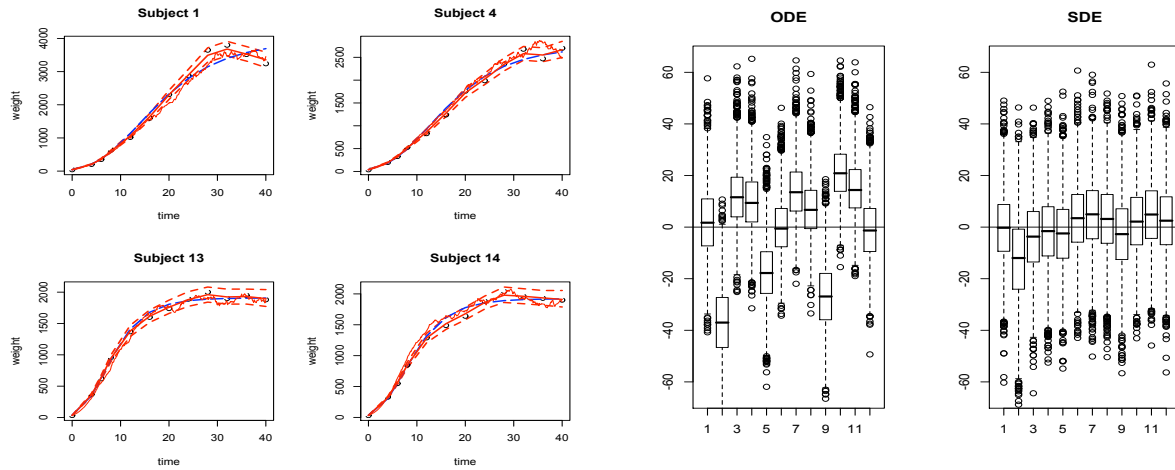 Subject 1
weight
0 1000 2000 3000 4000
0 10 20 30 40
time
Subject 4
weight
0 500 1500 2500
0 10 20 30 40
time
Subject 13
weight
0 500 1000 1500 2000
0 10 20 30 40
time
Subject 14
weight
0 500 1000 1500 2000
0 10 20 30 40
time
ODE
60
40
20
0
-20
-40
-60
1 3 5 7 9 11
SDE
60
40
20
0
-20
-40
-60
1 3 5 7 9 11